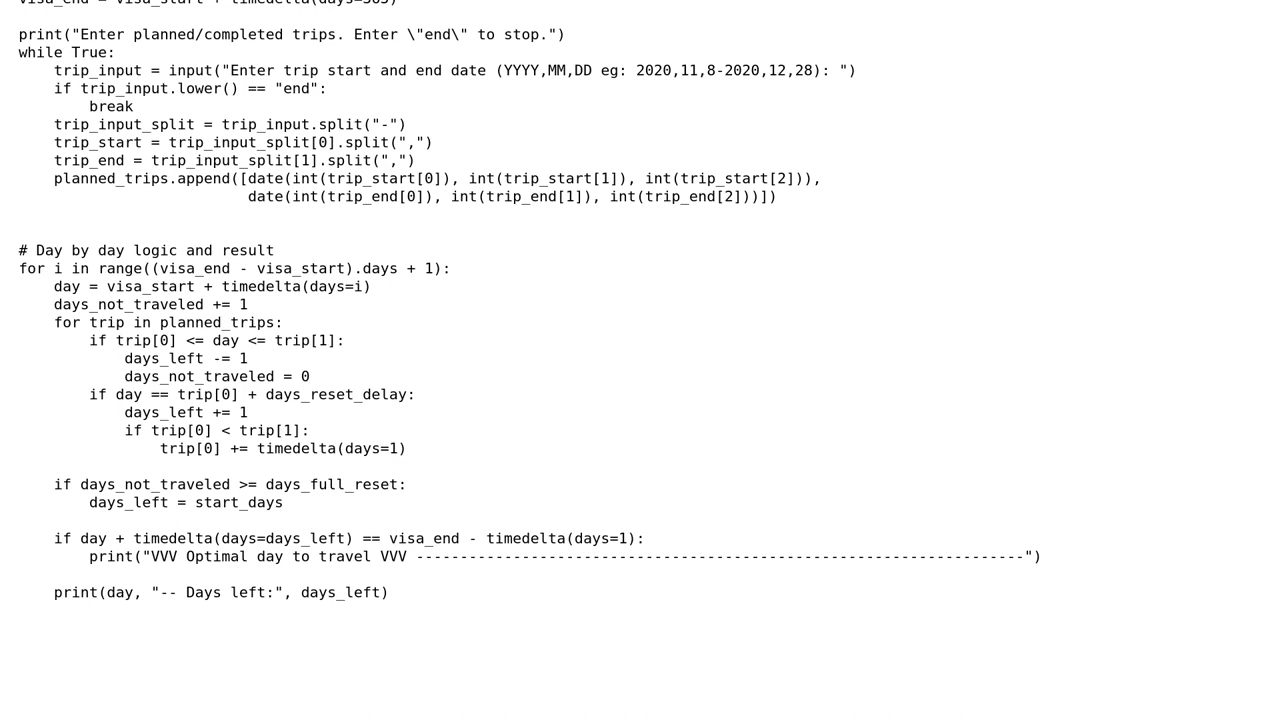 visa_end = visa_start + timedelta(days=365)
print("Enter planned/completed trips. Enter \"end\" to stop.")
while True:
    trip_input = input("Enter trip start and end date (YYYY,MM,DD eg: 2020,11,8-2020,12,28): ")
    if trip_input.lower() == "end":
        break
    trip_input_split = trip_input.split("-")
    trip_start = trip_input_split[0].split(",")
    trip_end = trip_input_split[1].split(",")
    planned_trips.append([date(int(trip_start[0]), int(trip_start[1]), int(trip_start[2])),
                          date(int(trip_end[0]), int(trip_end[1]), int(trip_end[2]))])
# Day by day logic and result
for i in range((visa_end - visa_start).days + 1):
    day = visa_start + timedelta(days=i)
    days_not_traveled += 1
    for trip in planned_trips:
        if trip[0] <= day <= trip[1]:
            days_left -= 1
            days_not_traveled = 0
        if day == trip[0] + days_reset_delay:
            days_left += 1
            if trip[0] < trip[1]:
                trip[0] += timedelta(days=1)
    if days_not_traveled >= days_full_reset:
        days_left = start_days
    if day + timedelta(days=days_left) == visa_end - timedelta(days=1):
        print("VVV Optimal day to travel VVV ---------------------------------------------------------------------")
    print(day, "-- Days left:", days_left)